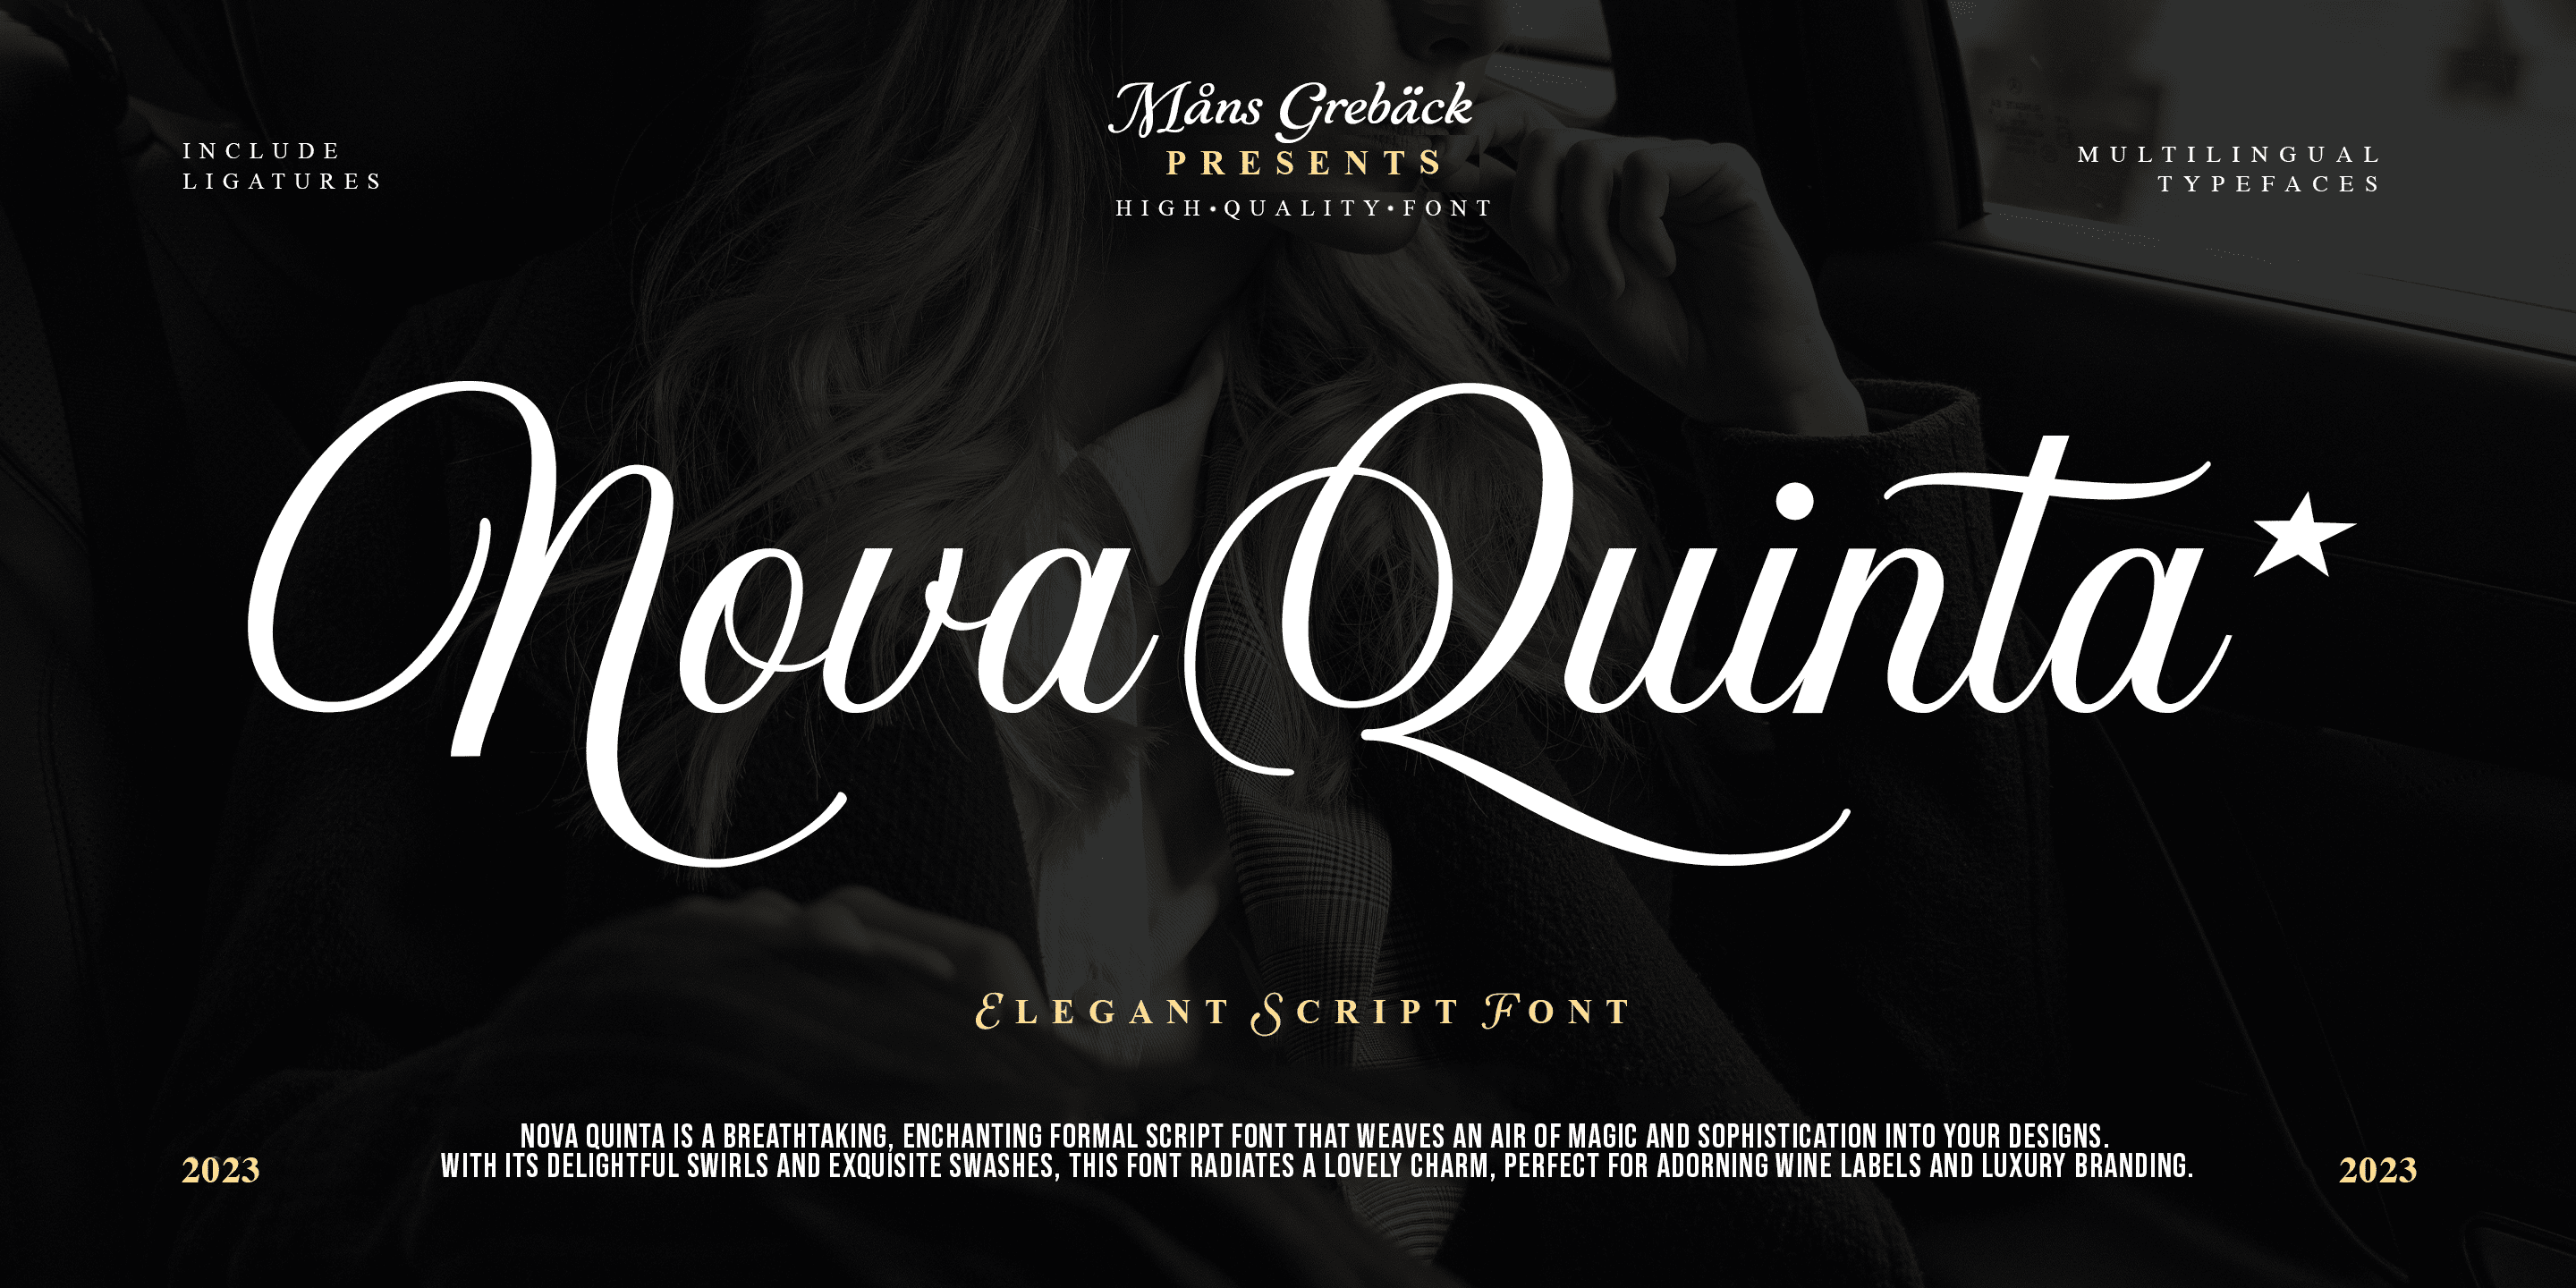 Måns Grebäck
PRESENTS
HIGH•QUALITY•FONT
INCLUDE
LIGATURES
MULTILINGUAL
TYPEFACES
Nova Quinta★
ELEGANT SCRIPT FONT
NOVA QUINTA IS A BREATHTAKING, ENCHANTING FORMAL SCRIPT FONT THAT WEAVES AN AIR OF MAGIC AND SOPHISTICATION INTO YOUR DESIGNS.
WITH ITS DELIGHTFUL SWIRLS AND EXQUISITE SWASHES, THIS FONT RADIATES A LOVELY CHARM, PERFECT FOR ADORNING WINE LABELS AND LUXURY BRANDING.
2023
2023